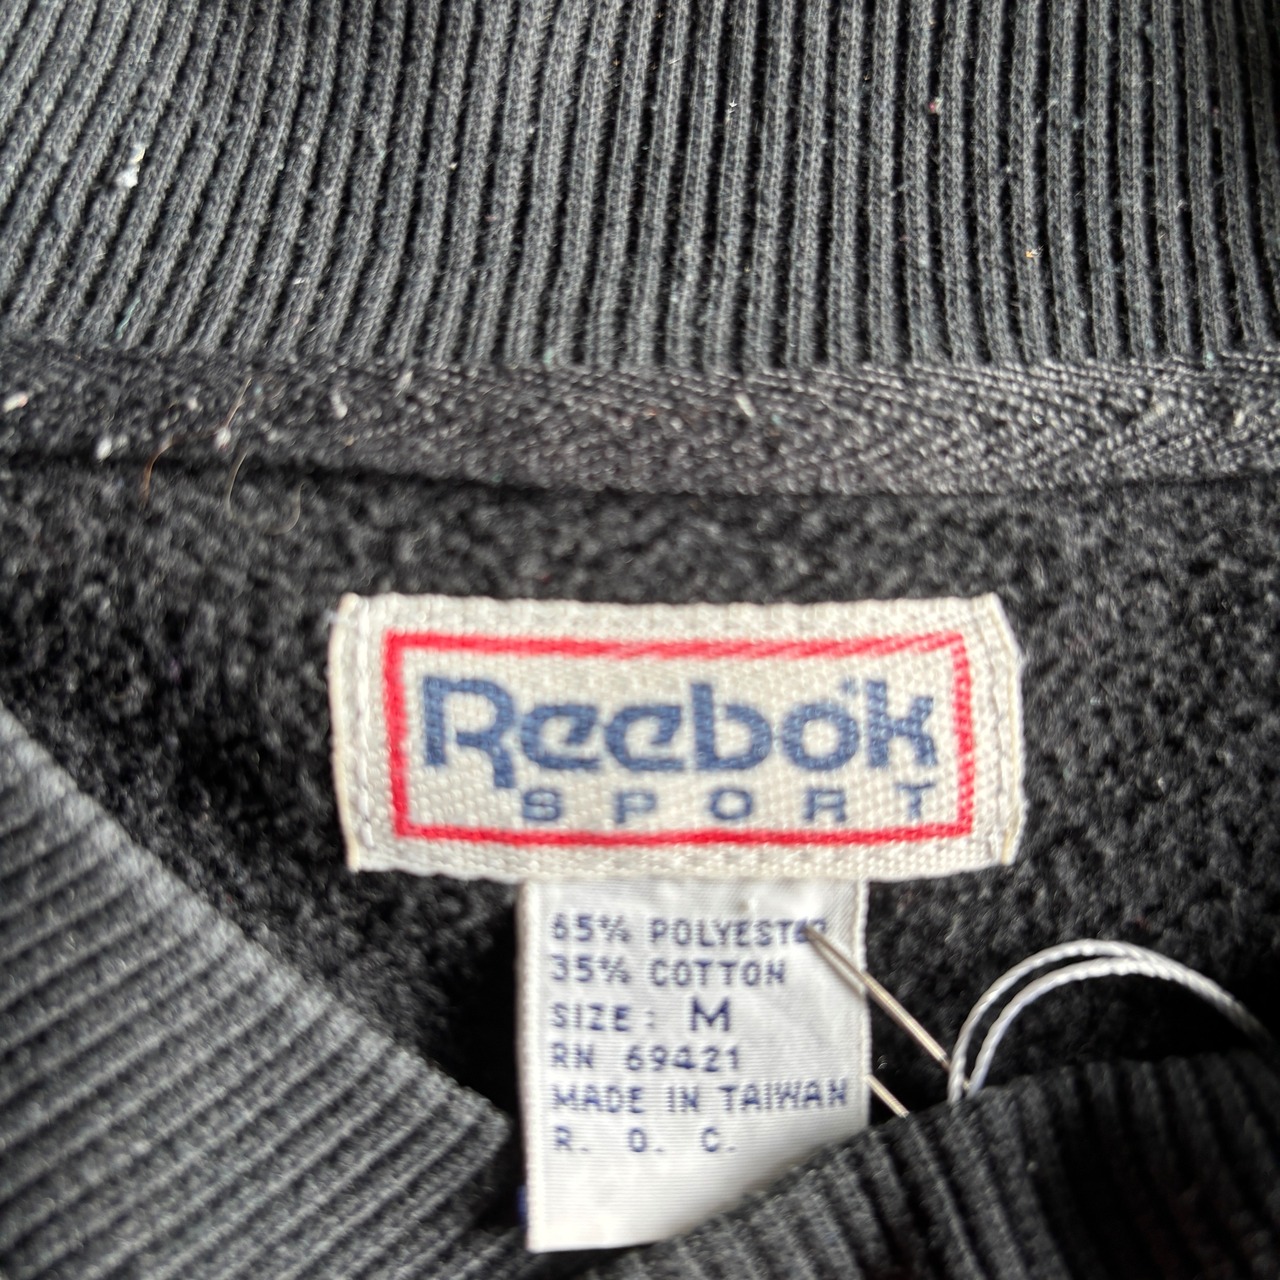 Reebok
SPORT
65% POLYESTER
35% COTTON
SIZE: M
RN 69421
MADE IN TAIWAN
R. O. C.